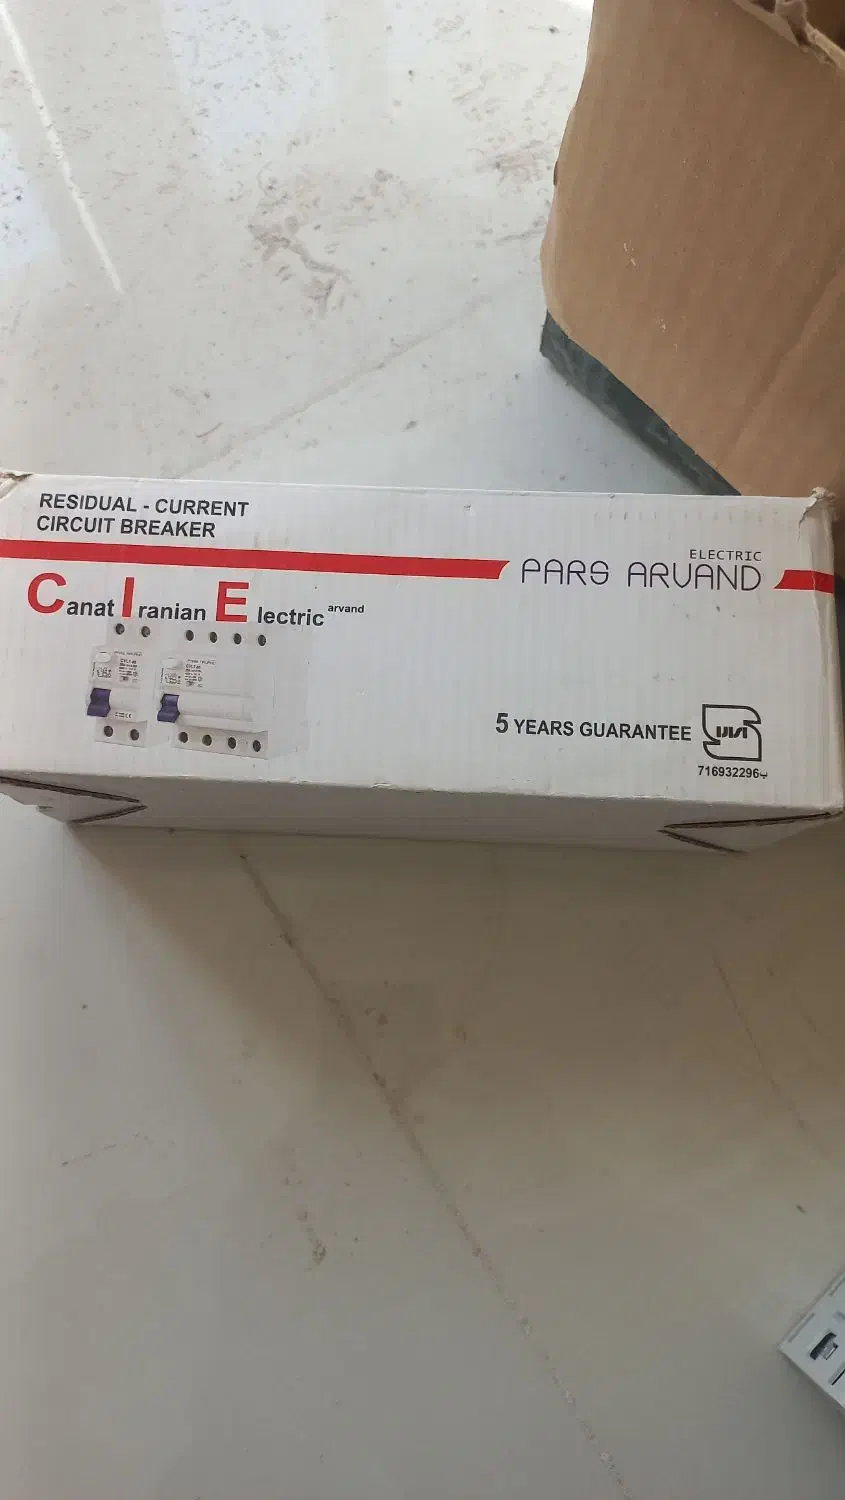 RESIDUAL - CURRENT
CIRCUIT BREAKER
ELECTRIC
PARS ARVAND
Canat Iranian Electric arvand
5 YEARS GUARANTEE
716932296ب